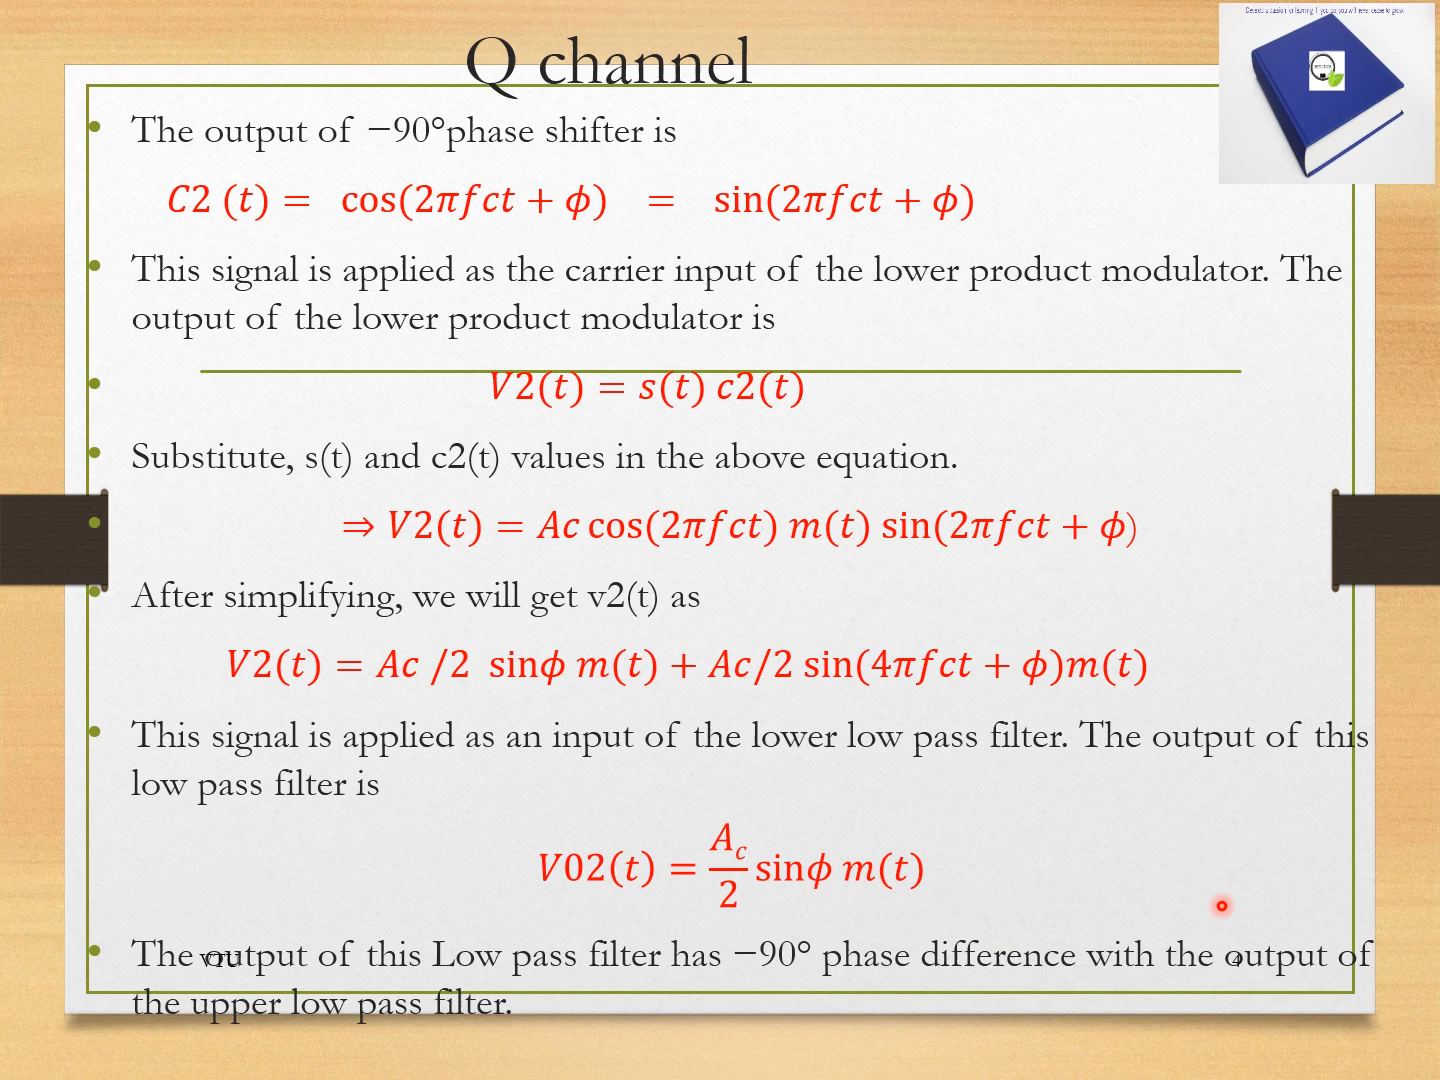 Q channel
• The output of −90°phase shifter is
C2 (t) = cos(2πfct + ϕ) = sin(2πfct + ϕ)
• This signal is applied as the carrier input of the lower product modulator. The
output of the lower product modulator is
• V2(t) = s(t) c2(t)
• Substitute, s(t) and c2(t) values in the above equation.
• ⇒ V2(t) = Ac cos(2πfct) m(t) sin(2πfct + ϕ)
• After simplifying, we will get v2(t) as
V2(t) = Ac /2 sinϕ m(t) + Ac/2 sin(4πfct + ϕ)m(t)
• This signal is applied as an input of the lower low pass filter. The output of this
low pass filter is
V02(t) = A_c/2 sinϕ m(t)
• The output of this Low pass filter has −90° phase difference with the output of
the upper low pass filter.
VTU
4